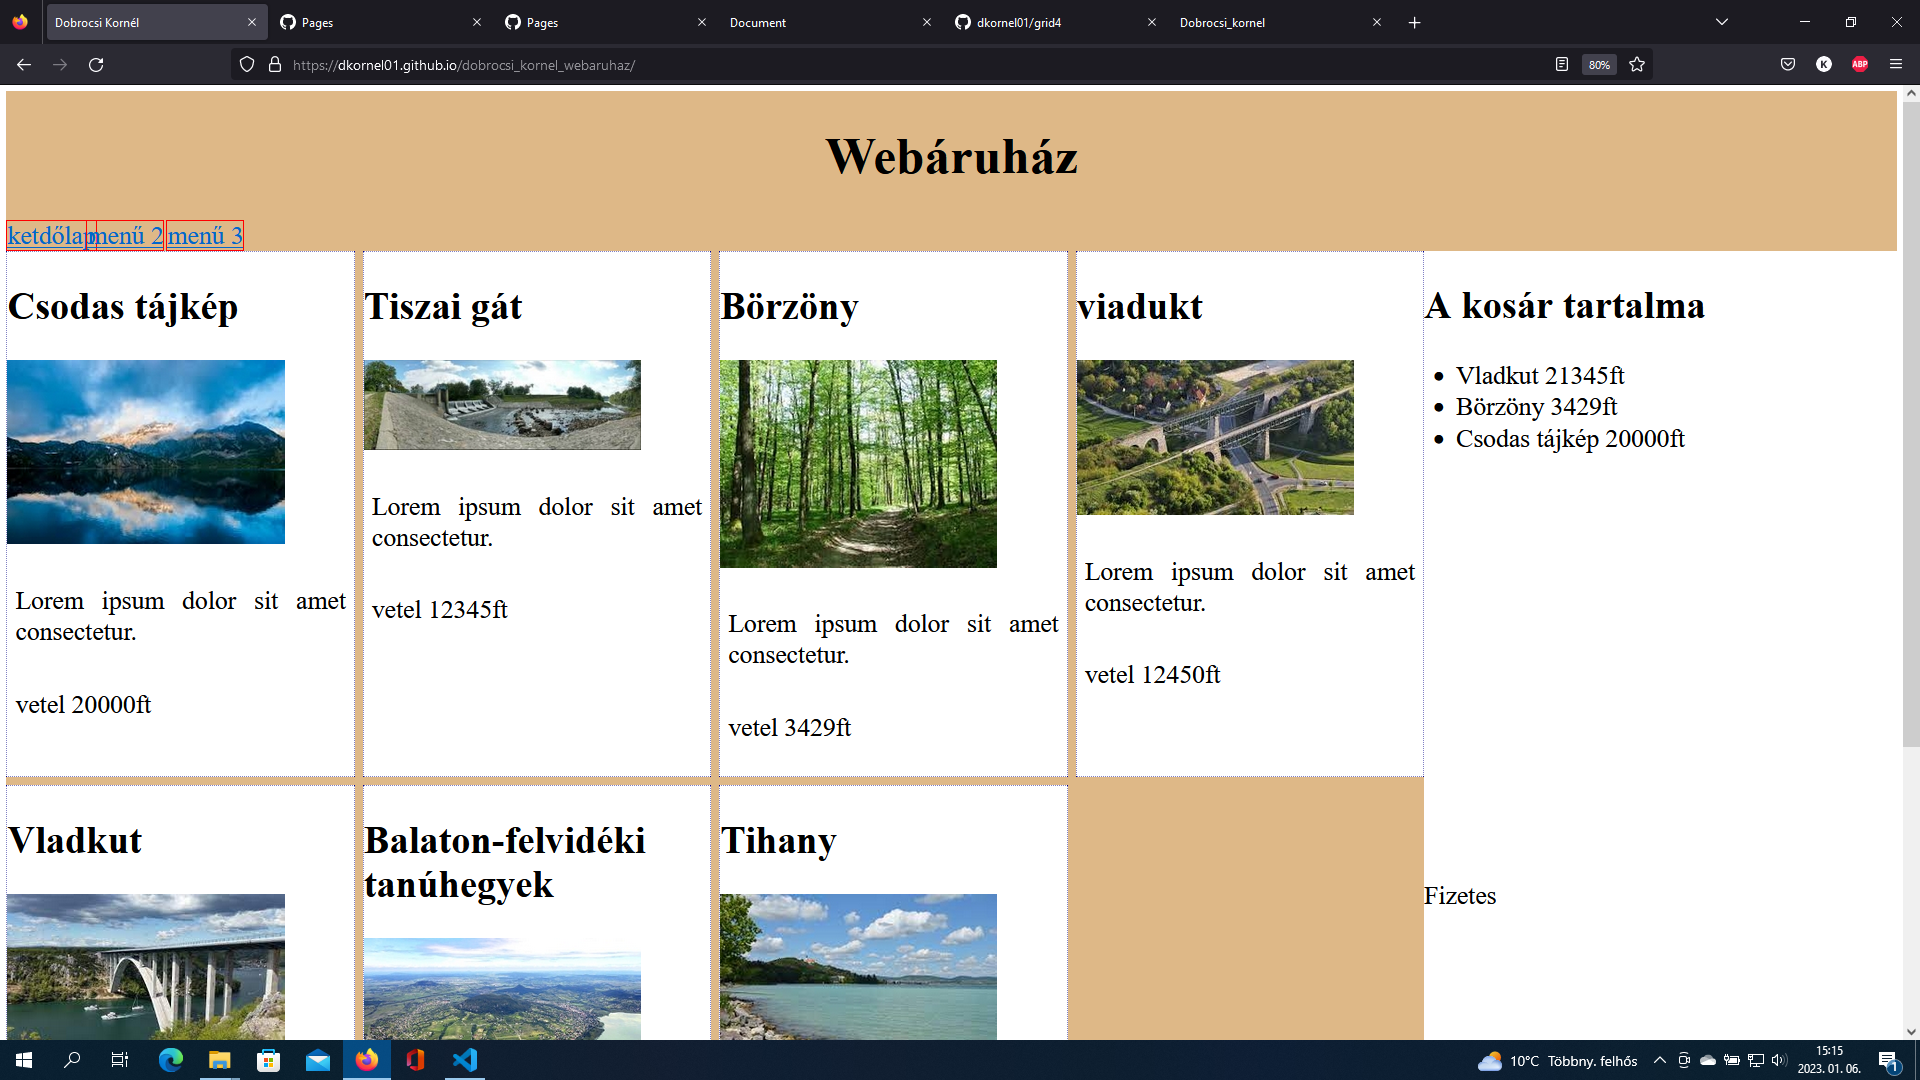 Dobrocsi Kornél
Pages
Pages
Document
dkornel01/grid4
Dobrocsi_kornel
https://dkornel01.github.io/dobrocsi_kornel_webaruhaz/
80%
K
ABP
Webáruház
ketdőlap menű 2 menű 3
Csodas tájkép
Lorem ipsum dolor sit amet
consectetur.
vetel 20000ft
Tiszai gát
Lorem ipsum dolor sit amet
consectetur.
vetel 12345ft
Börzöny
Lorem ipsum dolor sit amet
consectetur.
vetel 3429ft
viadukt
Lorem ipsum dolor sit amet
consectetur.
vetel 12450ft
A kosár tartalma
Vladkut 21345ft
Börzöny 3429ft
Csodas tájkép 20000ft
Vladkut
Balaton-felvidéki
tanúhegyek
Tihany
Fizetes
10°C Többny. felhős
15:15
2023. 01. 06.
1